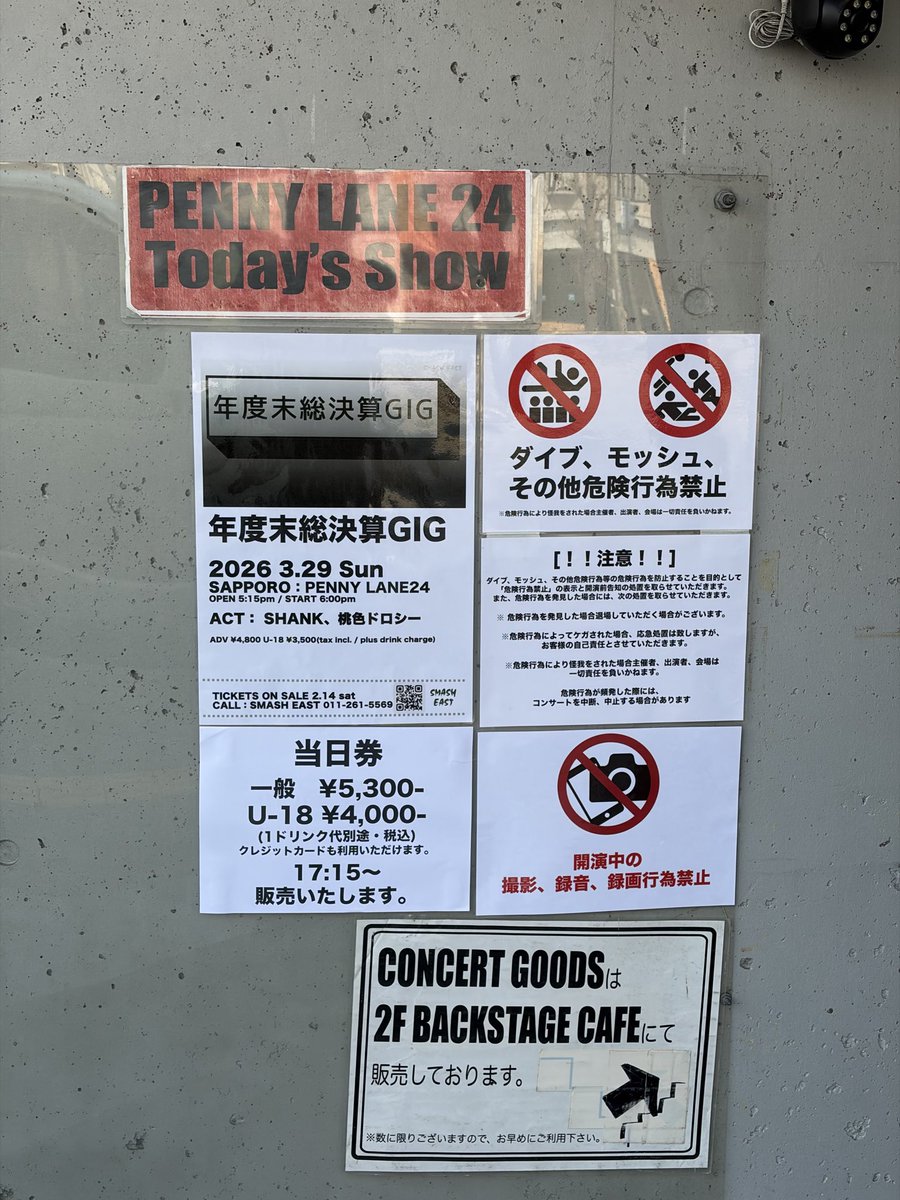 PENNY LANE 24
Today's Show
年度末総決算GIG
年度末総決算GIG
2026 3.29 Sun
SAPPORO：PENNY LANE24
OPEN 5:15pm / START 6:00pm
ACT： SHANK、桃色ドロシー
ADV ¥4,800 U-18 ¥3,500(tax incl. / plus drink charge)
TICKETS ON SALE 2.14 sat
CALL：SMASH EAST 011-261-5569
SMASH
EAST
当日券
一般 ¥5,300-
U-18 ¥4,000-
(1ドリンク代別途・税込)
クレジットカードも利用いただけます。
17:15〜
販売いたします。
ダイブ、モッシュ、
その他危険行為禁止
※危険行為により怪我をされた場合主催者、出演者、会場は一切責任を負いかねます。
[！！注意！！]
ダイブ、モッシュ、その他危険行為等の危険行為を防止することを目的として
「危険行為禁止」の表示と開演前告知の処置を取らせていただきます。
また、危険行為を発見した場合には、次の処置を取らせていただきます。
※ 危険行為を発見した場合退場していただく場合がございます。
※危険行為によってケガされた場合、応急処置は致しますが、
お客様の自己責任とさせていただきます。
※危険行為により怪我をされた場合主催者、出演者、会場は
一切責任を負いかねます。
危険行為が頻発した際には、
コンサートを中断、中止する場合があります
開演中の
撮影、録音、録画行為禁止
CONCERT GOODSは
2F BACKSTAGE CAFEにて
販売しております。
※数に限りございますので、お早めにご利用下さい。